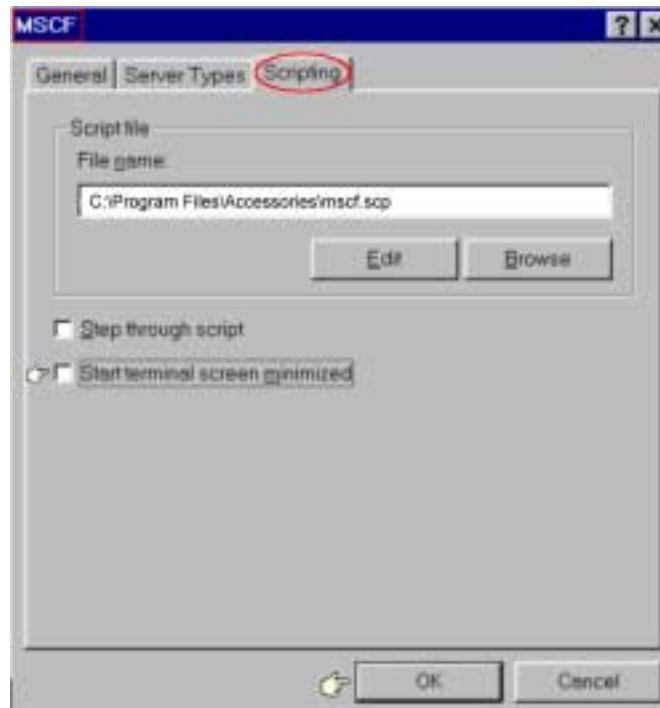 MSCF
General Server Types Scripting
Script file
File name:
C:\Program Files\Accessories\mscf.scp
Edit Browse
Step through script
Start terminal screen minimized
OK Cancel